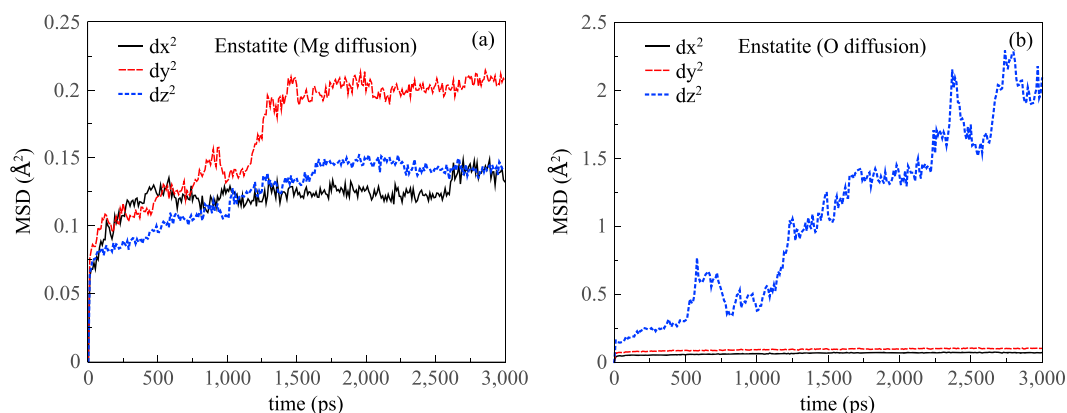 0.25
0.2
0.15
0.1
0.05
0
MSD (Å²)
dx²
dy²
dz²
Enstatite (Mg diffusion)
(a)
0
500
1,000
1,500
2,000
2,500
3,000
time (ps)
2.5
2
1.5
1
0.5
0
MSD (Å²)
dx²
dy²
dz²
Enstatite (O diffusion)
(b)
0
500
1,000
1,500
2,000
2,500
3,000
time (ps)